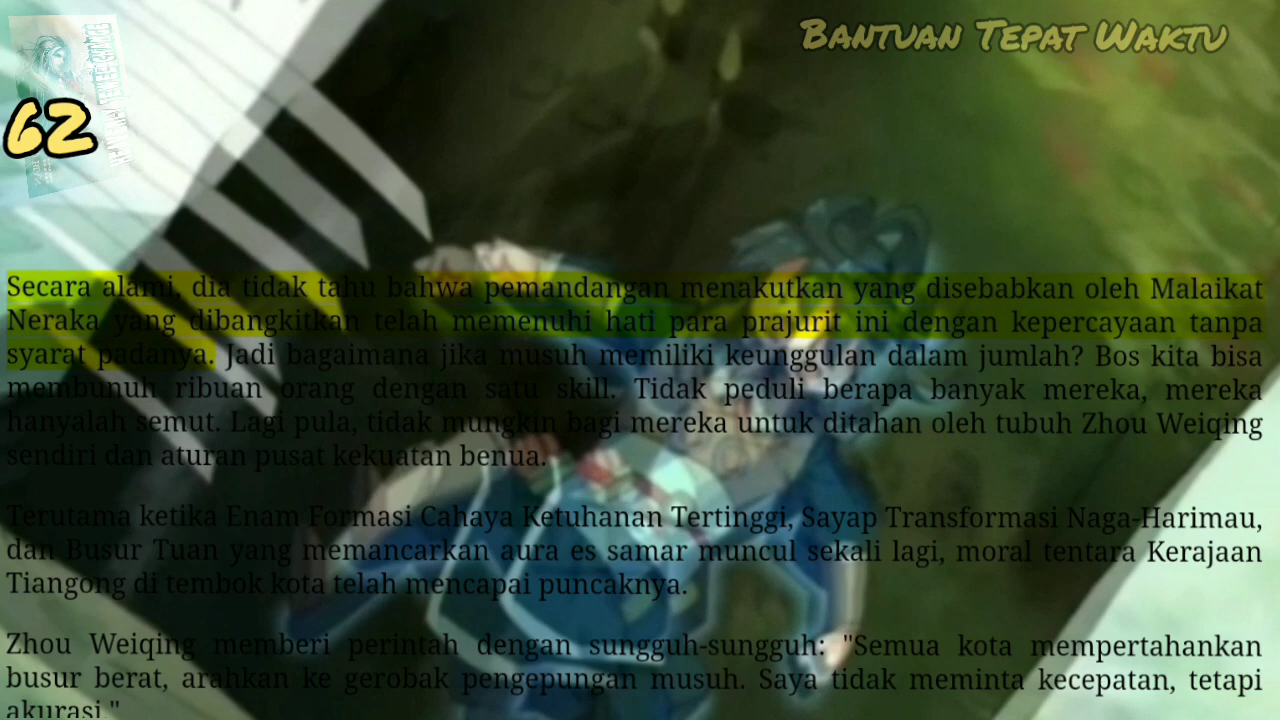 Bantuan Tepat Waktu
62
Secara alami, dia tidak tahu bahwa pemandangan menakutkan yang disebabkan oleh Malaikat
Neraka yang dibangkitkan telah memenuhi hati para prajurit ini dengan kepercayaan tanpa
syarat padanya. Jadi bagaimana jika musuh memiliki keunggulan dalam jumlah? Bos kita bisa
membunuh ribuan orang dengan satu skill. Tidak peduli berapa banyak mereka, mereka
hanyalah semut. Lagi pula, tidak mungkin bagi mereka untuk ditahan oleh tubuh Zhou Weiqing
sendiri dan aturan pusat kekuatan benua.
Terutama ketika Enam Formasi Cahaya Ketuhanan Tertinggi, Sayap Transformasi Naga-Harimau,
dan Busur Tuan yang memancarkan aura es samar muncul sekali lagi, moral tentara Kerajaan
Tiangong di tembok kota telah mencapai puncaknya.
Zhou Weiqing memberi perintah dengan sungguh-sungguh: "Semua kota mempertahankan
busur berat, arahkan ke gerobak pengepungan musuh. Saya tidak meminta kecepatan, tetapi
akurasi."